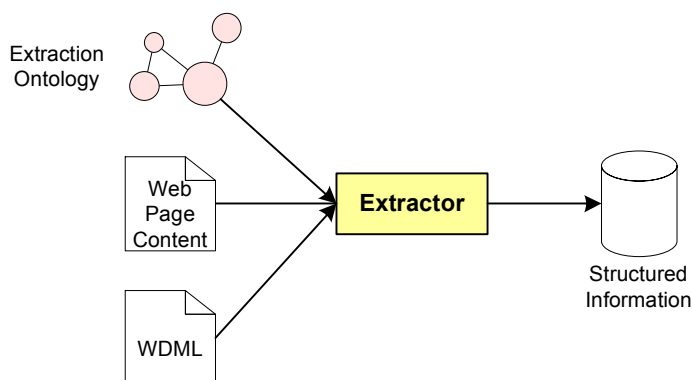 Extraction
Ontology
Web
Page
Content
WDML
Extractor
Structured
Information